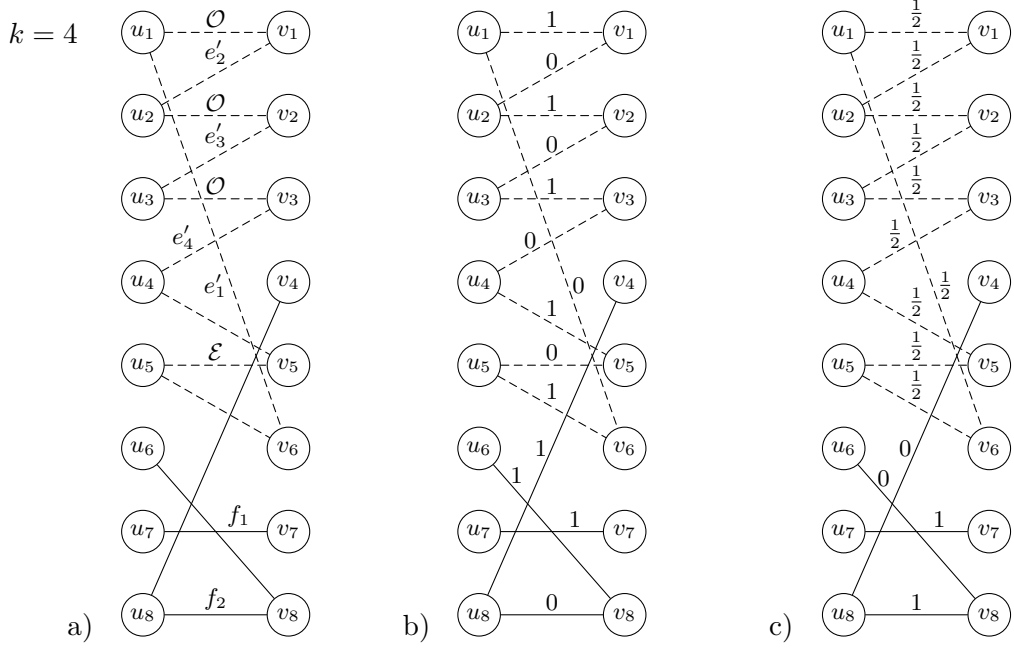 k = 4
u₁ 𝒪 v₁
e′₂
u₂ 𝒪 v₂
e′₃
u₃ 𝒪 v₃
e′₄
u₄ e′₁ v₄
u₅ ℰ v₅
u₆ v₆
u₇ f₁ v₇
u₈ f₂ v₈
a)
u₁ 1 v₁
0
u₂ 1 v₂
0
u₃ 1 v₃
0
u₄ 0 v₄
1
u₅ 0 v₅
1
u₆ 1 v₆
1
u₇ 1 v₇
u₈ 0 v₈
b)
u₁ ½ v₁
½
u₂ ½ v₂
½
u₃ ½ v₃
½
u₄ ½ v₄
½
u₅ ½ v₅
½
u₆ 0 v₆
0
u₇ 1 v₇
u₈ 1 v₈
c)